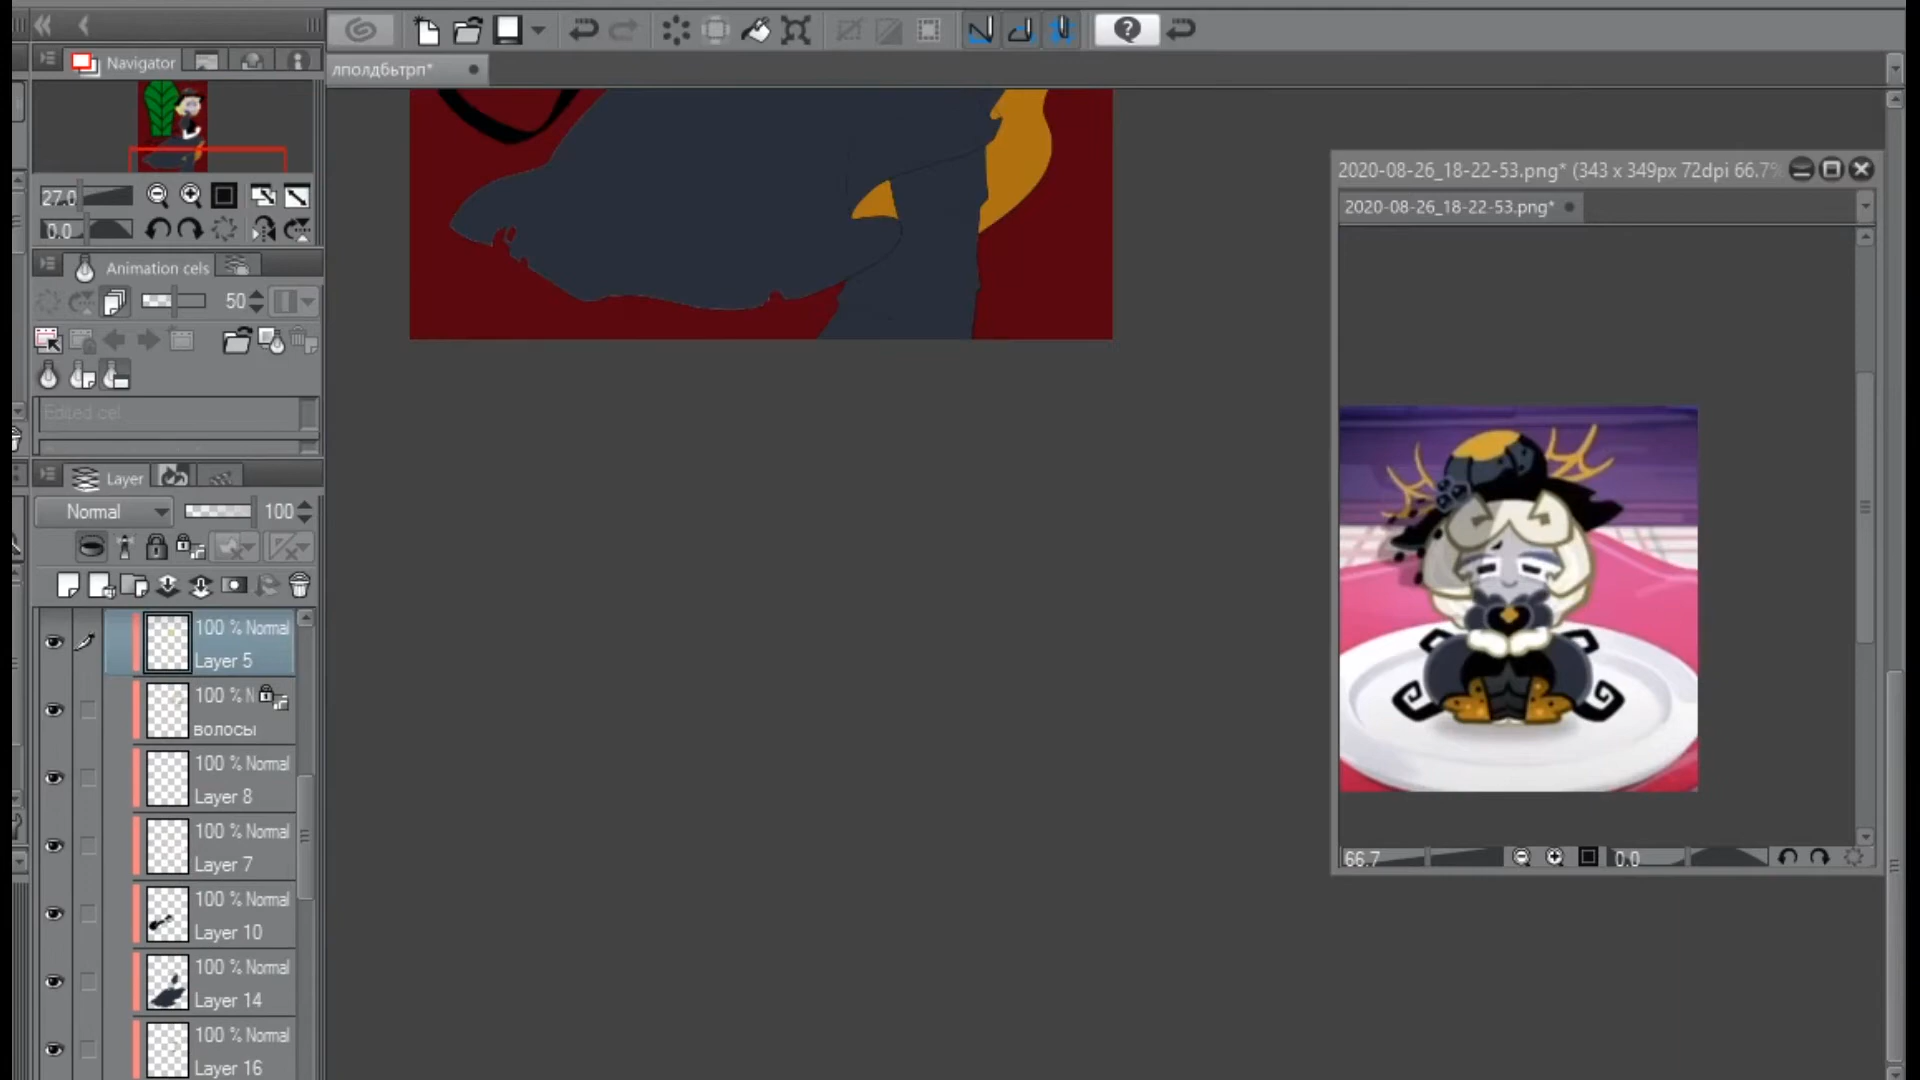 Navigator
лполдбьтрп*
27.0
0.0
Animation cels
50
Edited cel
Layer
Normal
100
100 % Normal
Layer 5
100 % N
волосы
100 % Normal
Layer 8
100 % Normal
Layer 7
100 % Normal
Layer 10
100 % Normal
Layer 14
100 % Normal
Layer 16
2020-08-26_18-22-53.png* (343 x 349px 72dpi 66.7%
2020-08-26_18-22-53.png*
66.7
0.0